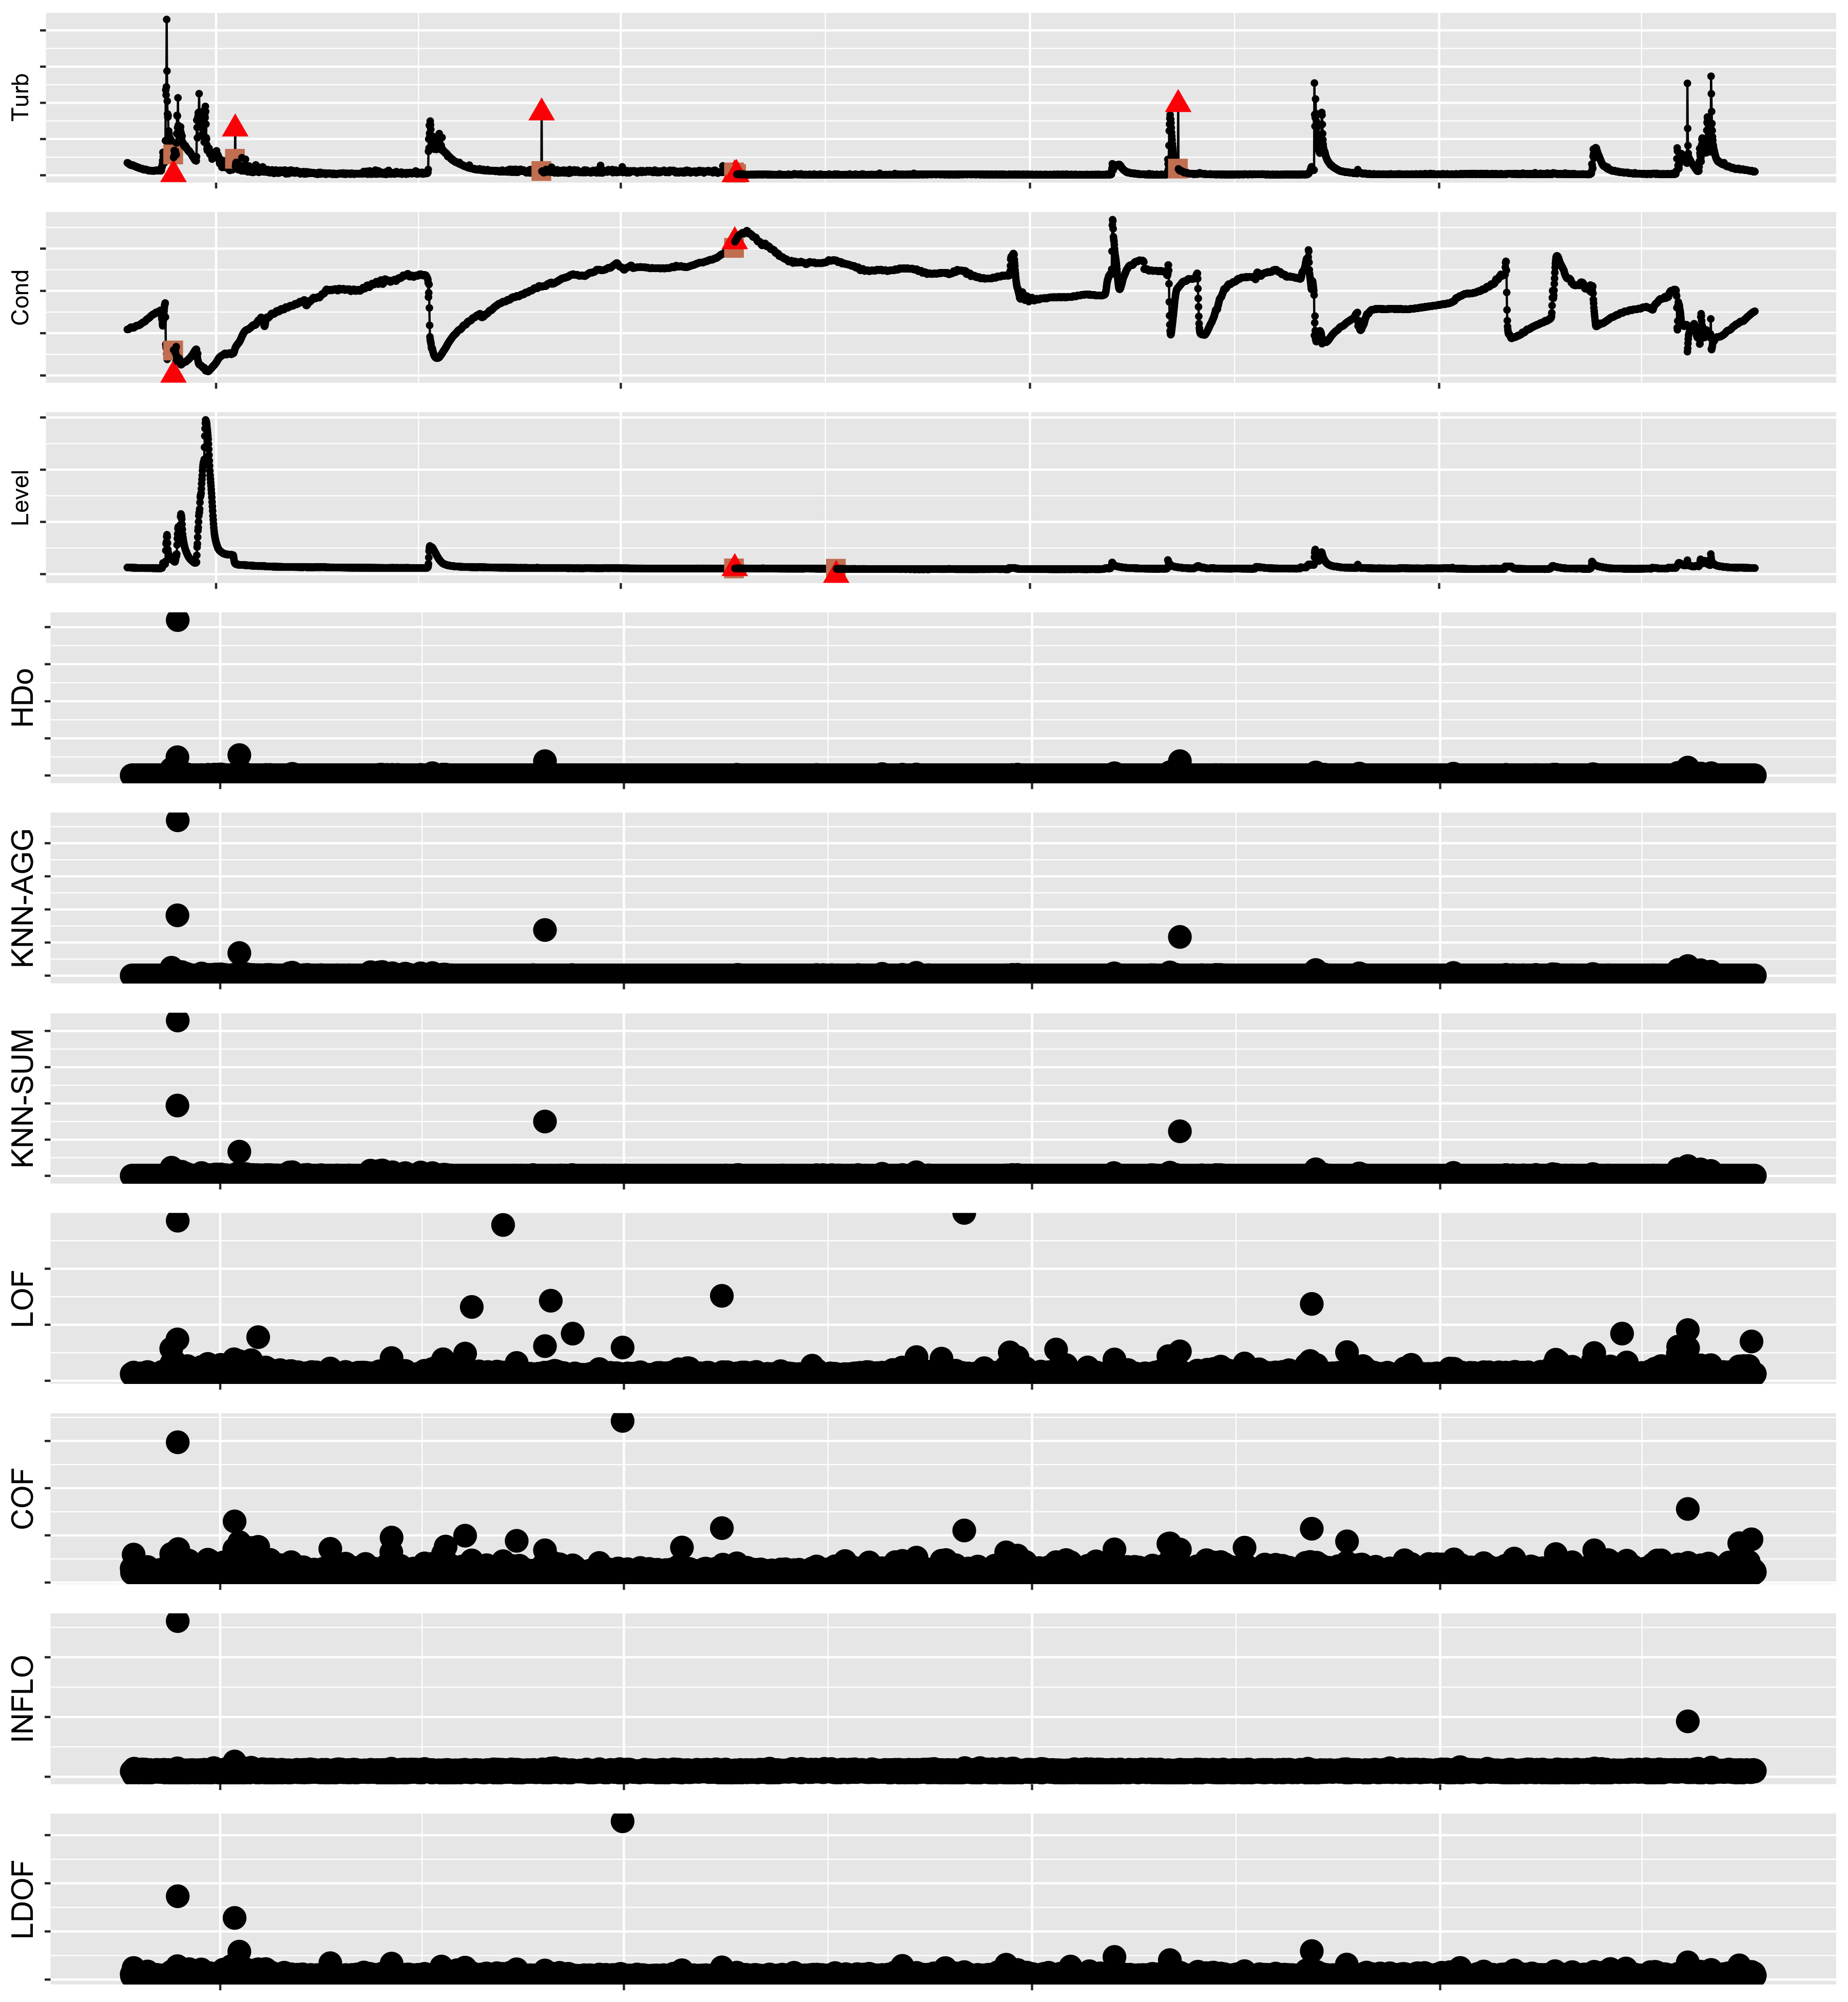 Turb
Cond
Level
HDo
KNN-AGG
KNN-SUM
LOF
COF
INFLO
LDOF